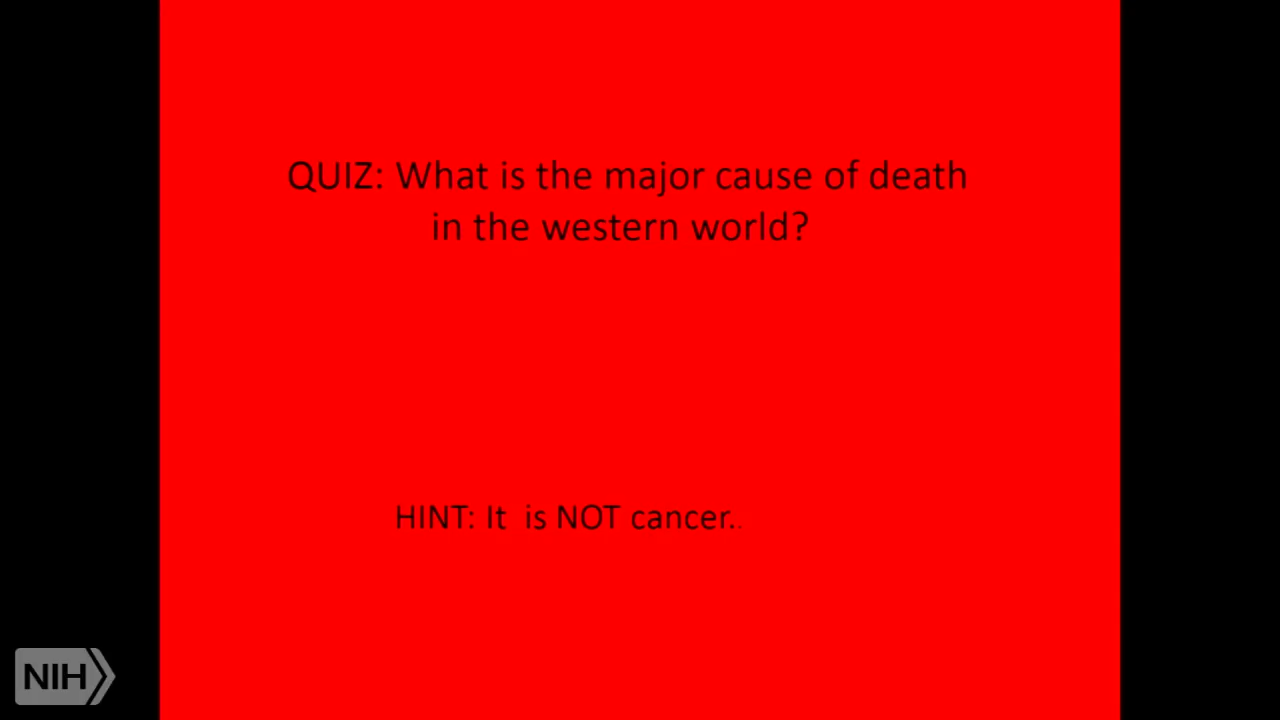 QUIZ: What is the major cause of death
in the western world?
HINT: It  is NOT cancer..
NIH